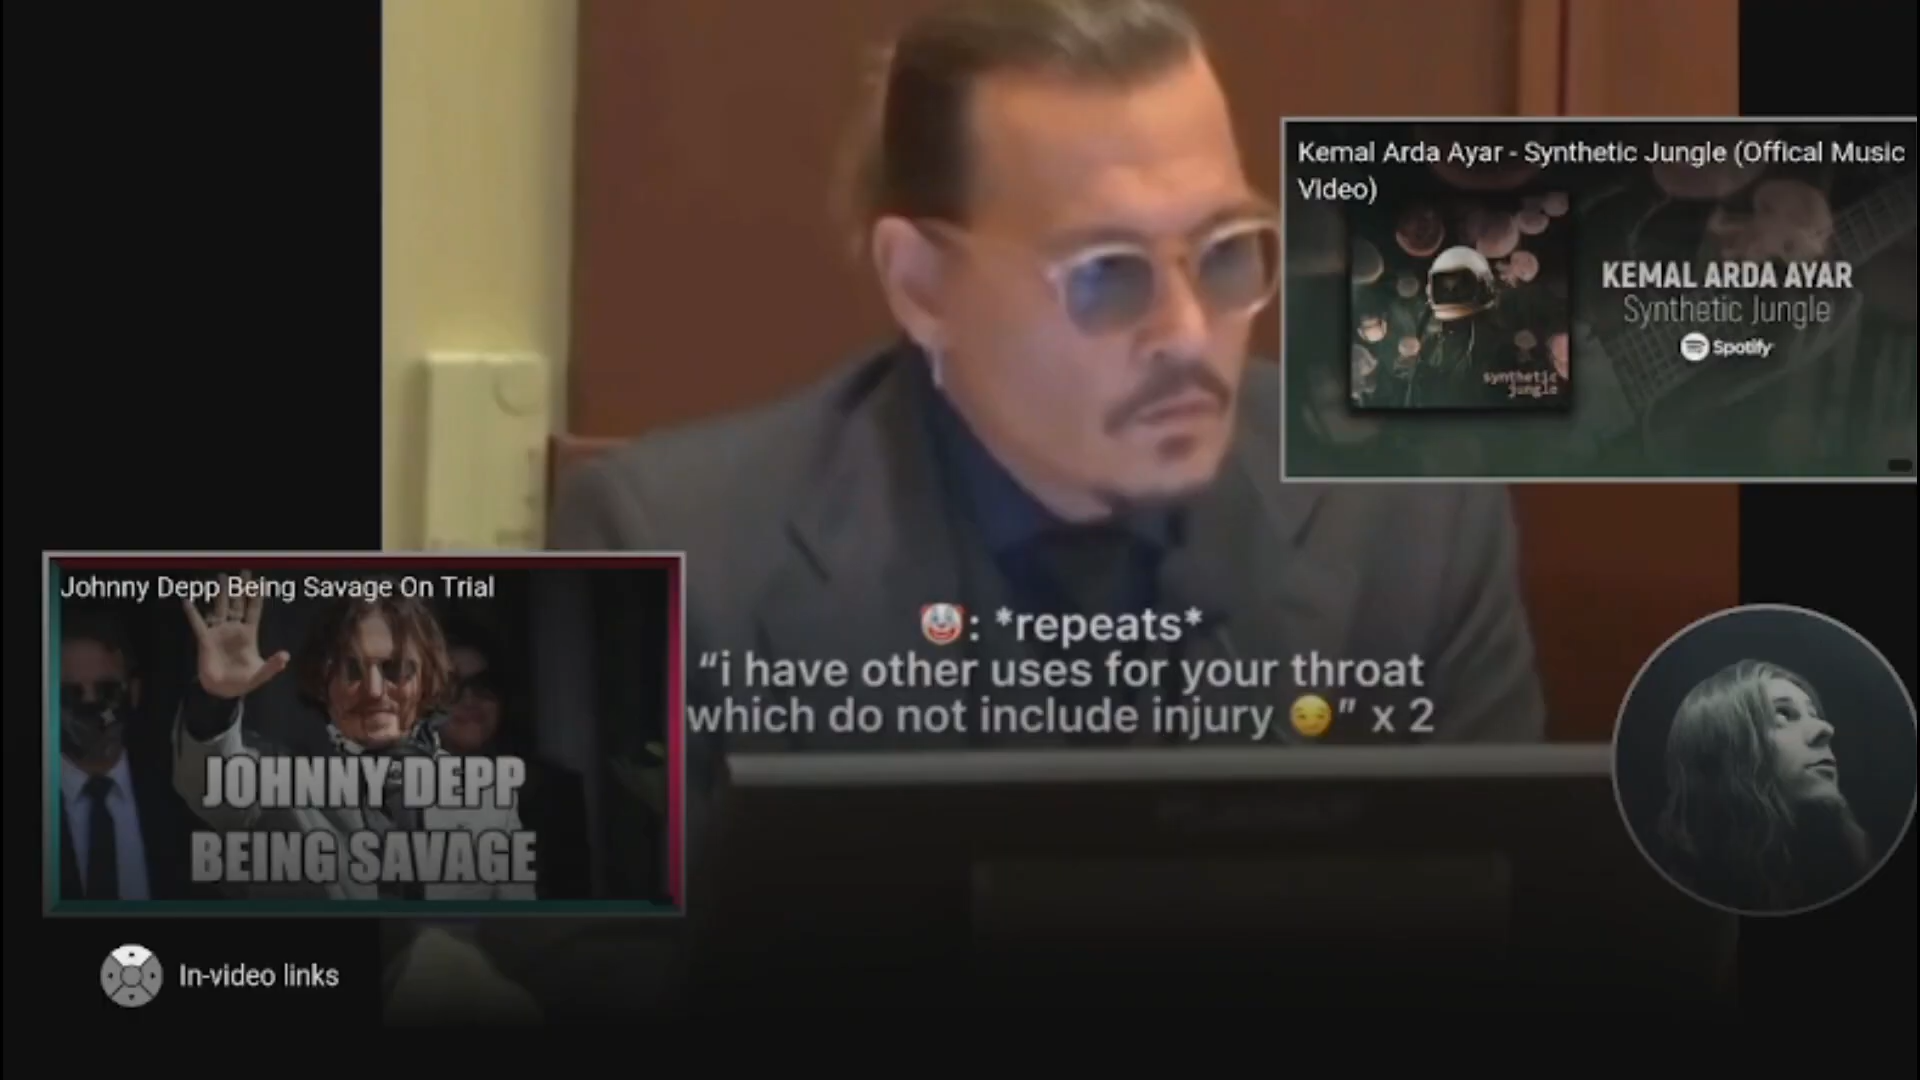 Kemal Arda Ayar - Synthetic Jungle (Offical Music
Video)
KEMAL ARDA AYAR
Synthetic Jungle
Spotify
synthetic
jungle
Johnny Depp Being Savage On Trial
JOHNNY DEPP
BEING SAVAGE
🤡: *repeats*
“i have other uses for your throat
which do not include injury 😏” x 2
In-video links